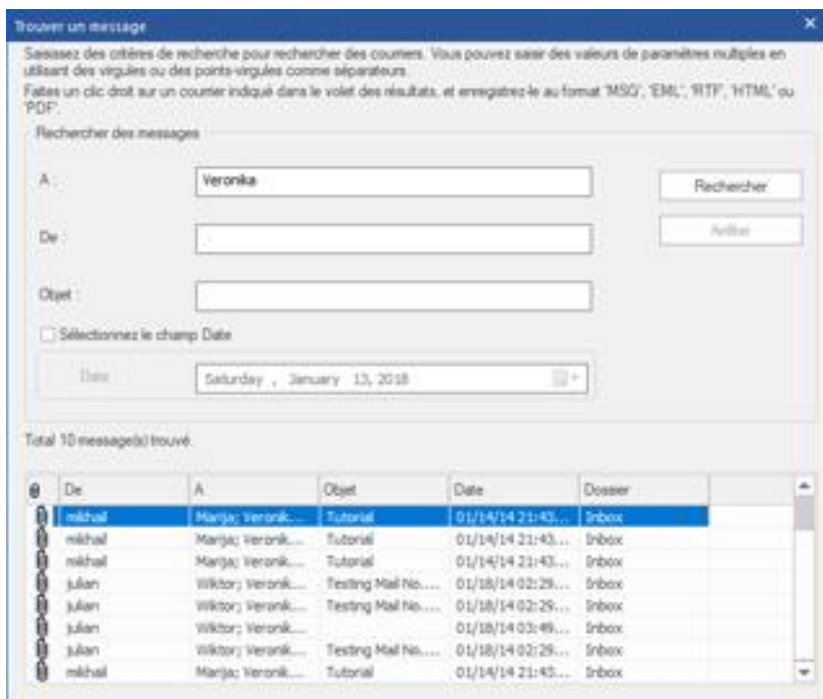 Trouver un message
Saisissez des critères de recherche pour rechercher des courriers. Vous pouvez saisir des valeurs de paramètres multiples en
utilisant des virgules ou des points-virgules comme séparateurs.
Faites un clic droit sur un courrier indiqué dans le volet des résultats, et enregistrez-le au format 'MSG', 'EML', 'RTF', 'HTML' ou
'PDF'.
Rechercher des messages
A :
Veronika
Rechercher
De :
Arrêter
Objet :
Sélectionnez le champ Date
Date
Saturday , January 13, 2018
Total 10 message(s) trouvé
De A Objet Date Dossier
mikhail Marija; Veronik... Tutorial 01/14/14 21:43... Inbox
mikhail Marija; Veronik... Tutorial 01/14/14 21:43... Inbox
mikhail Marija; Veronik... Tutorial 01/14/14 21:43... Inbox
julian Wiktor; Veronik... Testing Mail No.... 01/18/14 02:29... Inbox
julian Wiktor; Veronik... Testing Mail No.... 01/18/14 02:29... Inbox
julian Wiktor; Veronik... 01/18/14 03:49... Inbox
julian Wiktor; Veronik... Testing Mail No.... 01/18/14 02:29... Inbox
mikhail Marija; Veronik... Tutorial 01/14/14 21:43... Inbox